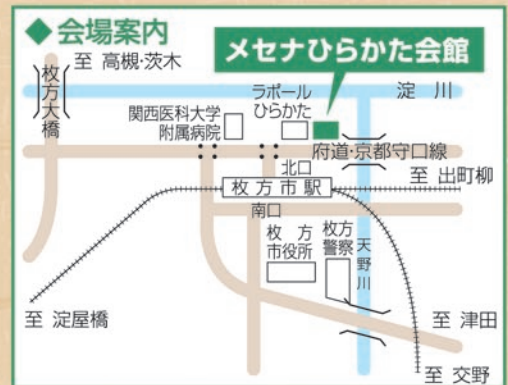 ◆会場案内
至 高槻・茨木
メセナひらかた会館
枚方大橋
関西医科大学
附属病院
ラポール
ひらかた
淀川
府道・京都守口線
北口
至 出町柳
枚方市駅
南口
枚方
市役所
枚方
警察
天野川
至 淀屋橋
至 津田
至 交野